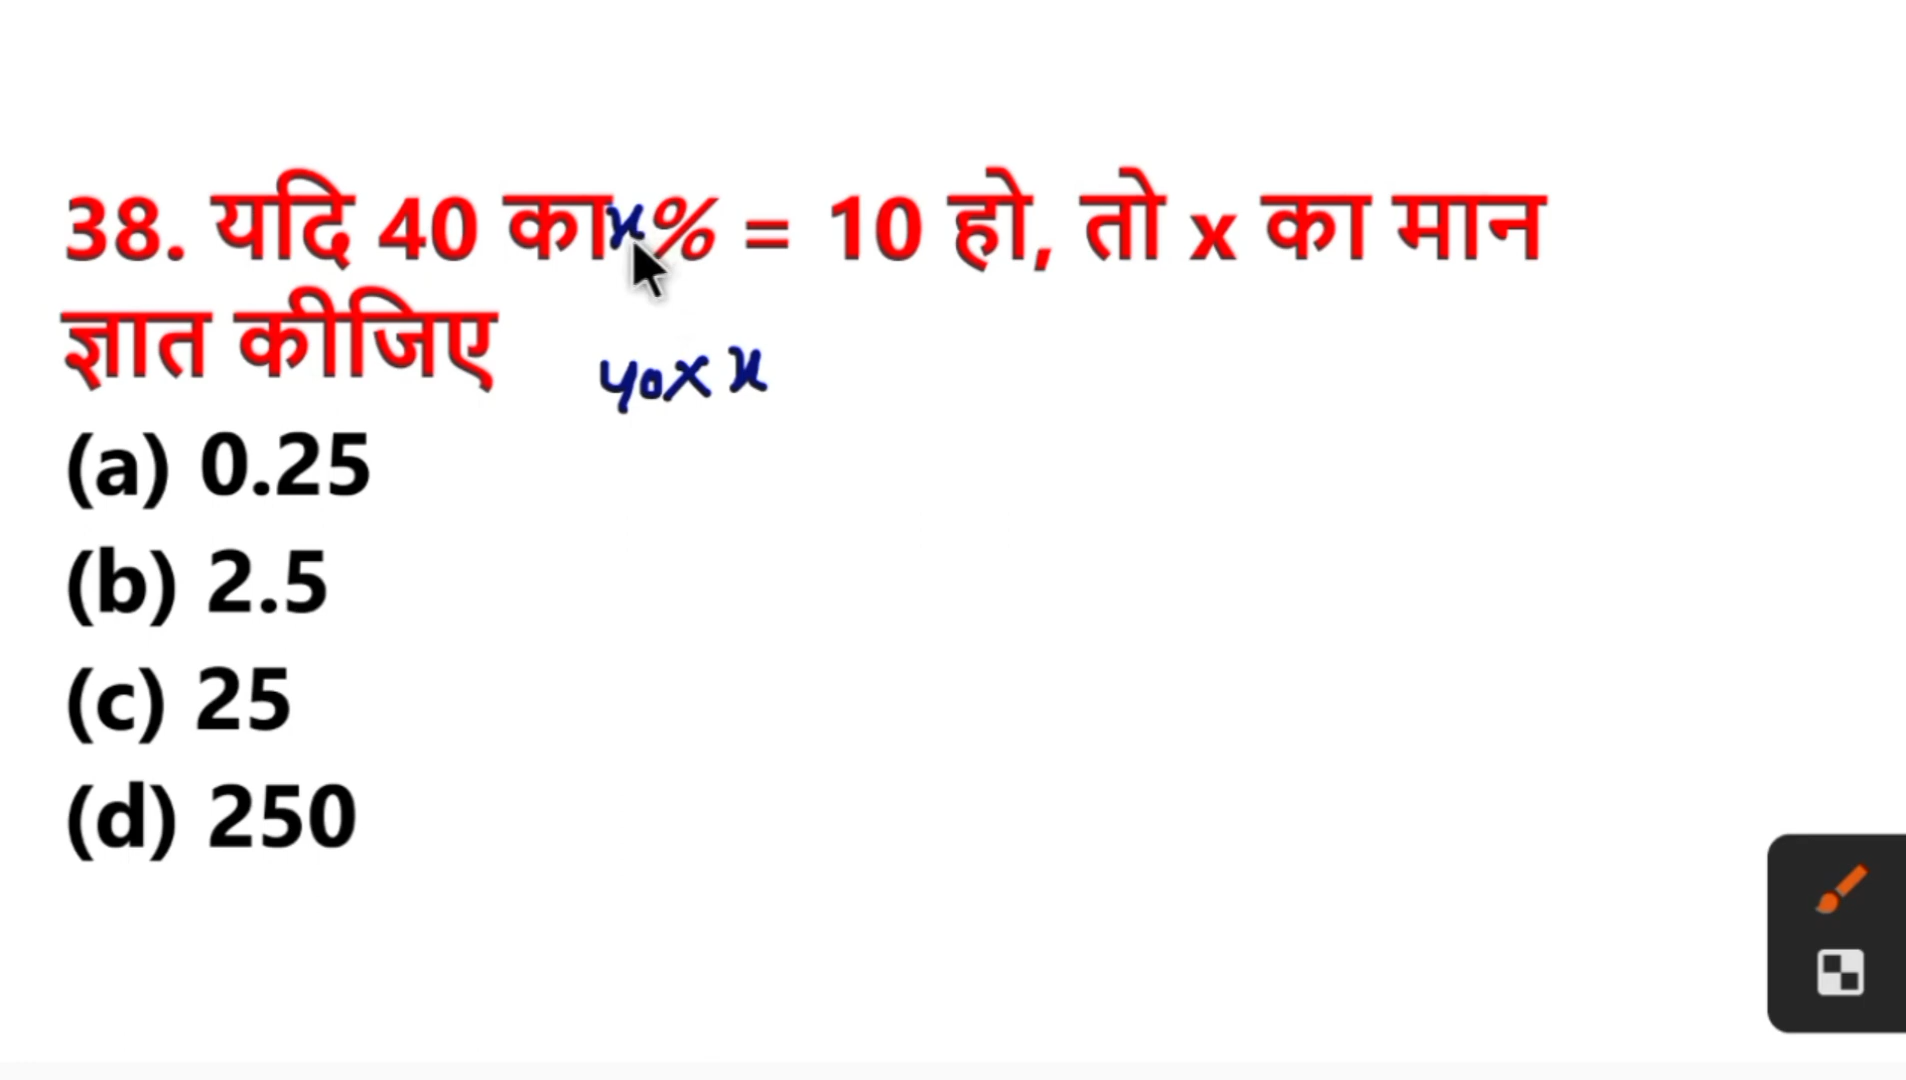 38. यदि 40 का x % = 10 हो, तो x का मान
ज्ञात कीजिए
40 × x
(a) 0.25
(b) 2.5
(c) 25
(d) 250